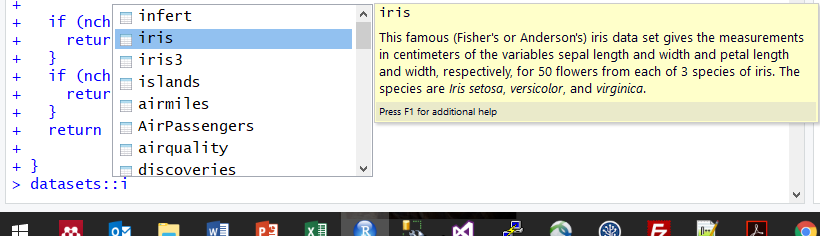 +
+ if (nch
+ retur
+ }
+ if (nch
+ retur
+ }
+ return
+
+ }
> datasets::i
infert
iris
iris3
islands
airmiles
AirPassengers
airquality
discoveries
iris
This famous (Fisher's or Anderson's) iris data set gives the measurements
in centimeters of the variables sepal length and width and petal length
and width, respectively, for 50 flowers from each of 3 species of iris. The
species are Iris setosa, versicolor, and virginica.
Press F1 for additional help